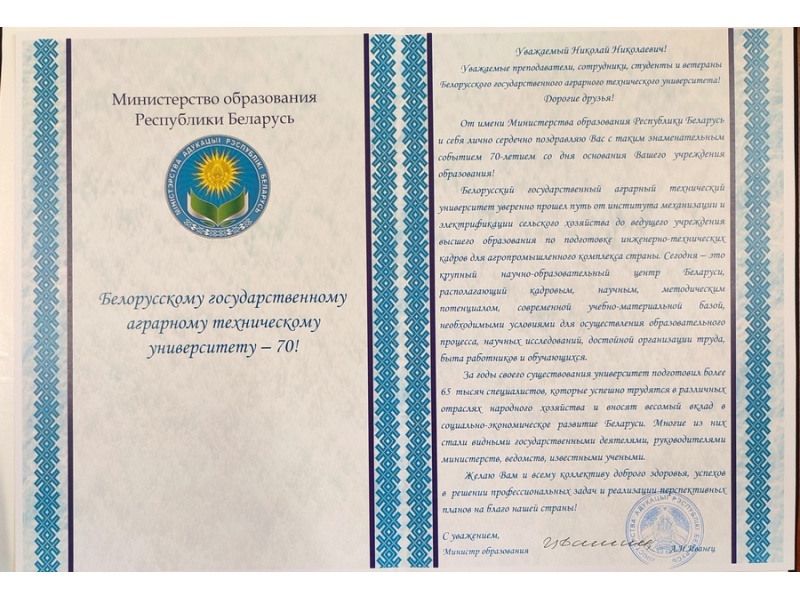 Министерство образования
Республики Беларусь
МІНІСТЭРСТВА АДУКАЦЫІ РЭСПУБЛІКІ БЕЛАРУСЬ
Белорусскому государственному
аграрному техническому
университету – 70!
Уважаемый Николай Николаевич!
Уважаемые преподаватели, сотрудники, студенты и ветераны
Белорусского государственного аграрного технического университета!
Дорогие друзья!
От имени Министерства образования Республики Беларусь
и себя лично сердечно поздравляю Вас с таким знаменательным
событием 70-летием со дня основания Вашего учреждения
образования!
Белорусский государственный аграрный технический
университет уверенно прошел путь от института механизации и
электрификации сельского хозяйства до ведущего учреждения
высшего образования по подготовке инженерно-технических
кадров для агропромышленного комплекса страны. Сегодня – это
крупный научно-образовательный центр Беларуси,
располагающий кадровым, научным, методическим
потенциалом, современной учебно-материальной базой,
необходимыми условиями для осуществления образовательного
процесса, научных исследований, достойной организации труда,
быта работников и обучающихся.
За годы своего существования университет подготовил более
65 тысяч специалистов, которые успешно трудятся в различных
отраслях народного хозяйства и вносят весомый вклад в
социально-экономическое развитие Беларуси. Многие из них
стали видными государственными деятелями, руководителями
министерств, ведомств, известными учеными.
Желаю Вам и всему коллективу доброго здоровья, успехов
в решении профессиональных задач и реализации перспективных
планов на благо нашей страны!
С уважением,
Министр образования
А.И.Иванец